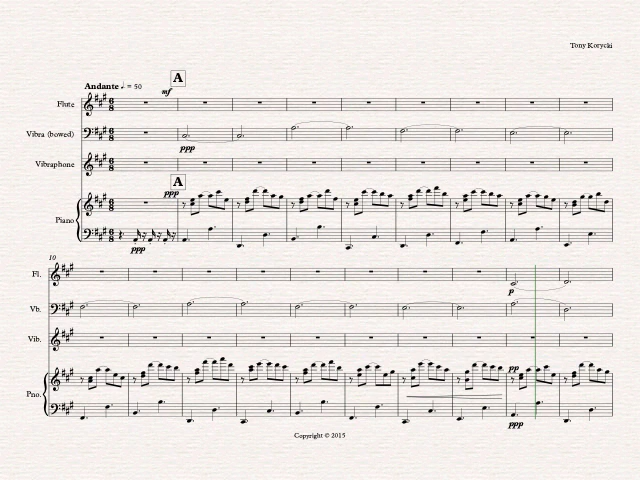 Tony Korycki
A
Andante ♩. = 50
mf
Flute
Vibra (bowed)
ppp
Vibraphone
A
ppp
Piano
ppp
10
Fl.
p
Vb.
Vib.
pp
Pno.
ppp
Copyright © 2015